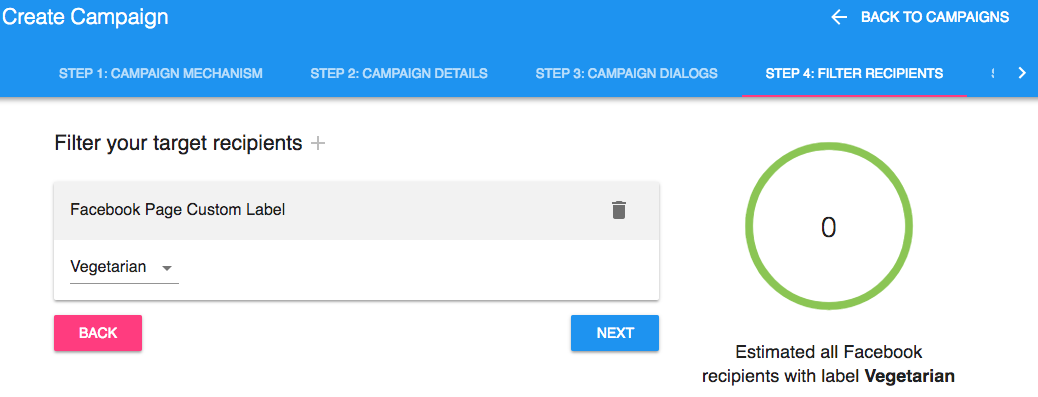 Create Campaign
BACK TO CAMPAIGNS
STEP 1: CAMPAIGN MECHANISM
STEP 2: CAMPAIGN DETAILS
STEP 3: CAMPAIGN DIALOGS
STEP 4: FILTER RECIPIENTS
Filter your target recipients
Facebook Page Custom Label
Vegetarian
BACK
NEXT
0
Estimated all Facebook
recipients with label Vegetarian